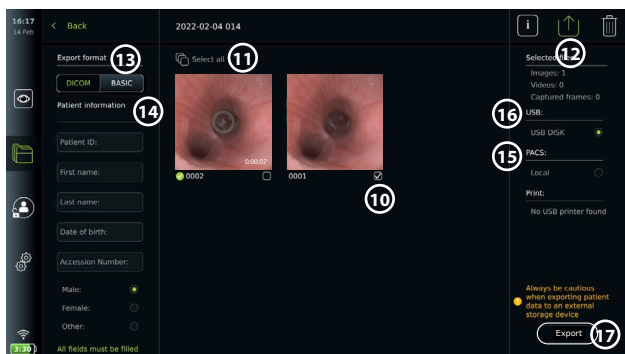 16:17
14 Feb
Back
2022-02-04 014
i
Export format
13
DICOM
BASIC
Patient information
14
Patient ID:
First name:
Last name:
Date of birth:
Accession Number:
Male:
Female:
Other:
All fields must be filled
Select all
11
0:00:07
0002
0001
10
12
Selected files:
Images: 1
Videos: 0
Captured frames: 0
16
USB:
USB DISK
15
PACS:
Local
Print:
No USB printer found
Always be cautious
when exporting patient
data to an external
storage device
Export
17
3:30